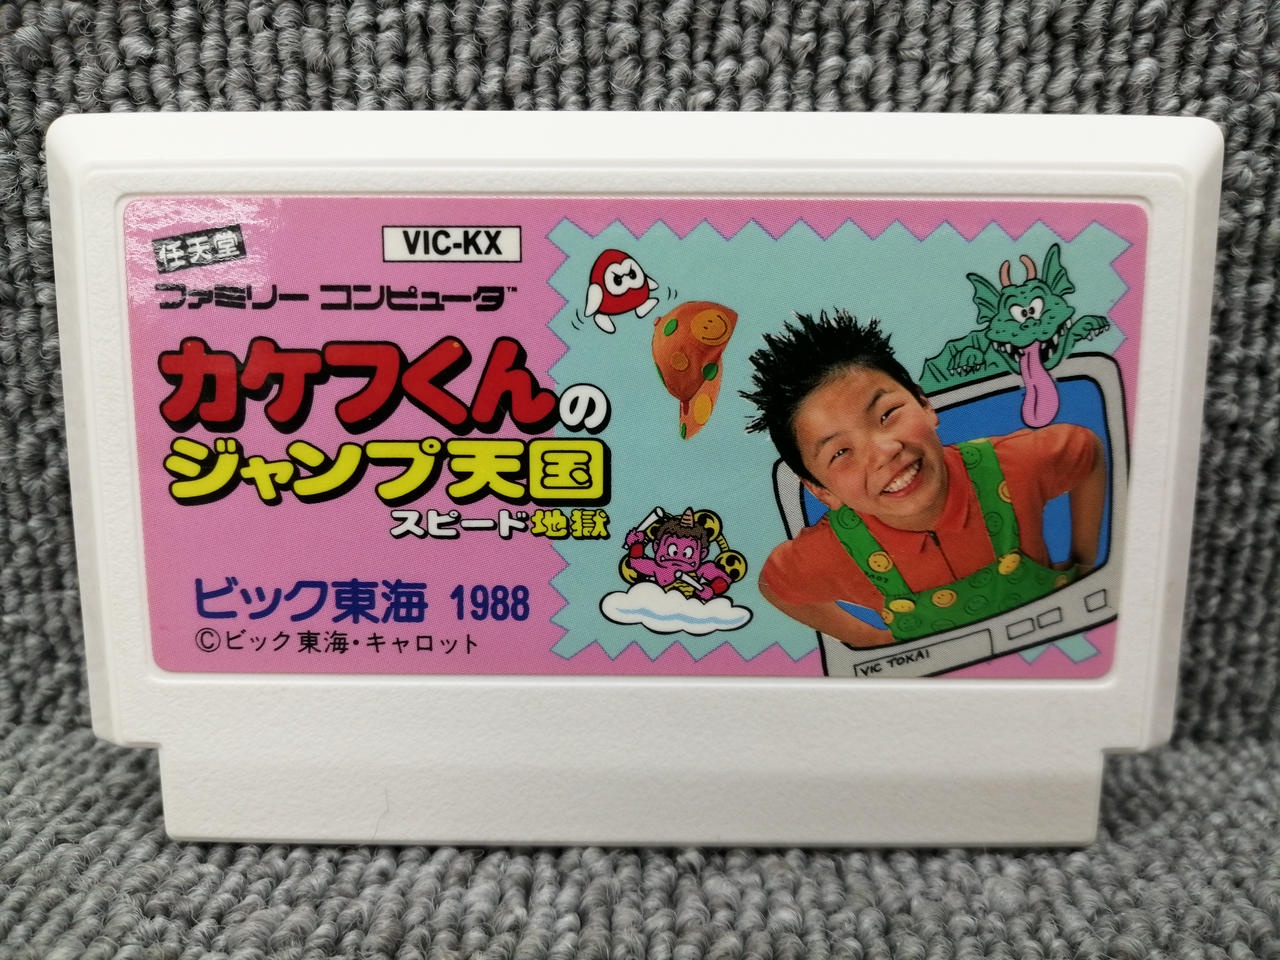 任天堂
VIC-KX
ファミリー コンピュータ™
カケフくんの
ジャンプ天国
スピード地獄
ビック東海 1988
©ビック東海・キャロット
VIC TOKAI